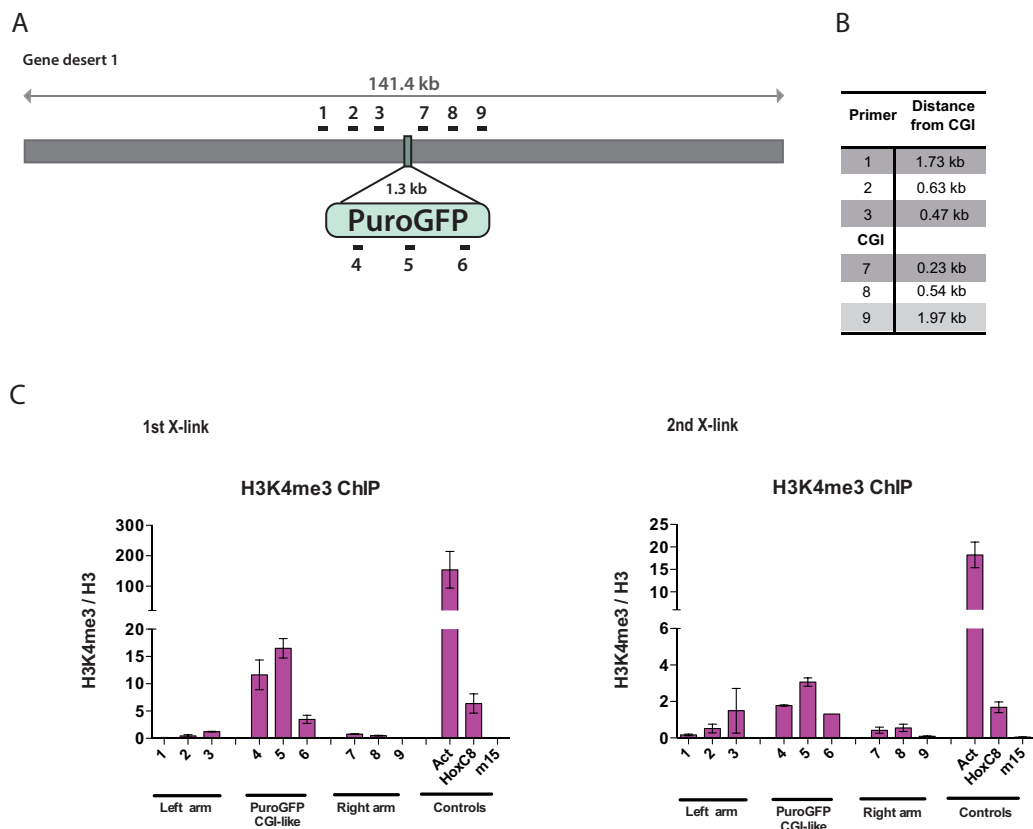 A
Gene desert 1
141.4 kb
1 2 3 7 8 9
1.3 kb
PuroGFP
4 5 6
B
Primer Distance from CGI
1 1.73 kb
2 0.63 kb
3 0.47 kb
CGI
7 0.23 kb
8 0.54 kb
9 1.97 kb
C
1st X-link
H3K4me3 ChIP
H3K4me3 / H3
300
200
100
20
15
10
5
0
1 2 3 4 5 6 7 8 9 Act HoxC8 m15
Left arm PuroGFP CGI-like Right arm Controls
2nd X-link
H3K4me3 ChIP
H3K4me3 / H3
25
20
15
10
6
4
2
0
1 2 3 4 5 6 7 8 9 Act HoxC8 m15
Left arm PuroGFP CGI-like Right arm Controls